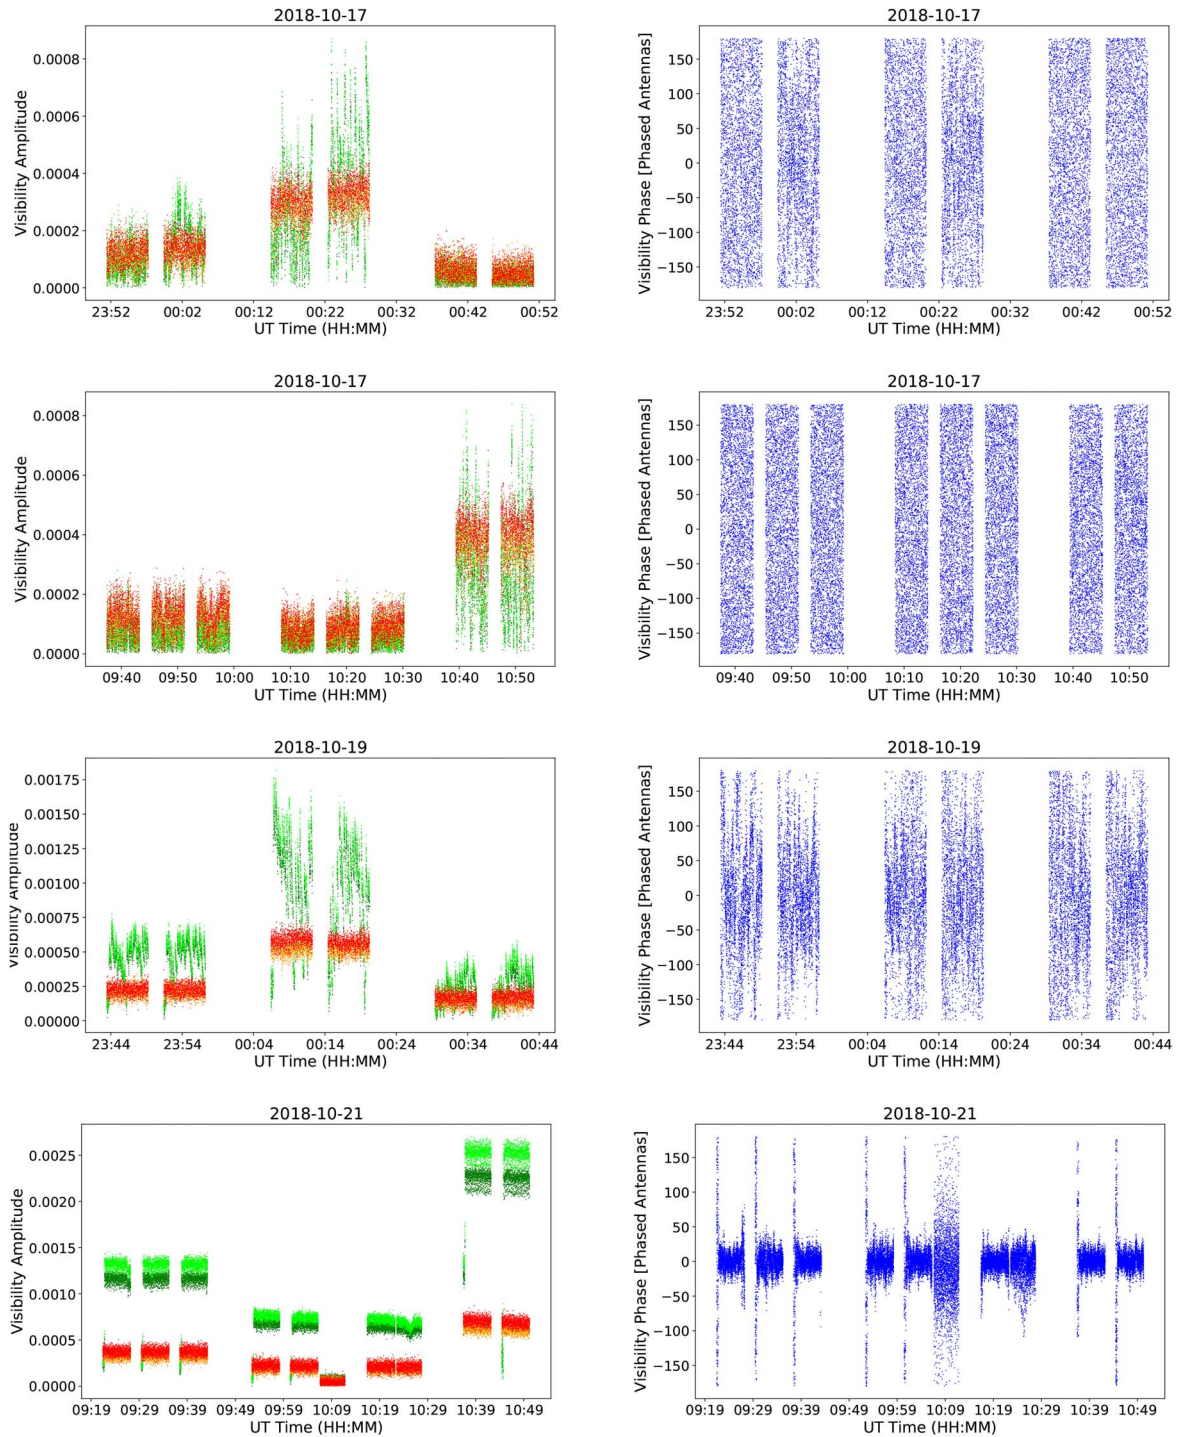 2018-10-17
Visibility Amplitude
0.0008
0.0006
0.0004
0.0002
0.0000
23:52 00:02 00:12 00:22 00:32 00:42 00:52
UT Time (HH:MM)
2018-10-17
Visibility Phase [Phased Antennas]
150
100
50
0
−50
−100
−150
23:52 00:02 00:12 00:22 00:32 00:42 00:52
UT Time (HH:MM)
2018-10-17
Visibility Amplitude
0.0008
0.0006
0.0004
0.0002
0.0000
09:40 09:50 10:00 10:10 10:20 10:30 10:40 10:50
UT Time (HH:MM)
2018-10-17
Visibility Phase [Phased Antennas]
150
100
50
0
−50
−100
−150
09:40 09:50 10:00 10:10 10:20 10:30 10:40 10:50
UT Time (HH:MM)
2018-10-19
Visibility Amplitude
0.00175
0.00150
0.00125
0.00100
0.00075
0.00050
0.00025
0.00000
23:44 23:54 00:04 00:14 00:24 00:34 00:44
UT Time (HH:MM)
2018-10-19
Visibility Phase [Phased Antennas]
150
100
50
0
−50
−100
−150
23:44 23:54 00:04 00:14 00:24 00:34 00:44
UT Time (HH:MM)
2018-10-21
Visibility Amplitude
0.0025
0.0020
0.0015
0.0010
0.0005
0.0000
09:19 09:29 09:39 09:49 09:59 10:09 10:19 10:29 10:39 10:49
UT Time (HH:MM)
2018-10-21
Visibility Phase [Phased Antennas]
150
100
50
0
−50
−100
−150
09:19 09:29 09:39 09:49 09:59 10:09 10:19 10:29 10:39 10:49
UT Time (HH:MM)